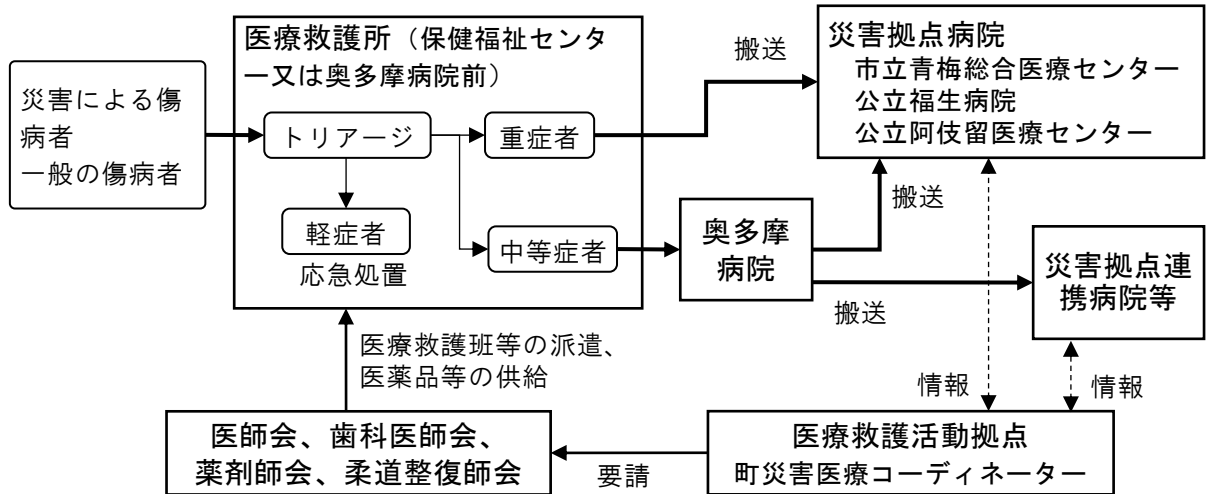 災害による傷
病者
一般の傷病者
医療救護所（保健福祉センタ
ー又は奥多摩病院前）
トリアージ
重症者
軽症者
応急処置
中等症者
搬送
災害拠点病院
市立青梅総合医療センター
公立福生病院
公立阿伎留医療センター
奥多摩
病院
搬送
搬送
災害拠点連
携病院等
医療救護班等の派遣、
医薬品等の供給
情報
情報
医師会、歯科医師会、
薬剤師会、柔道整復師会
要請
医療救護活動拠点
町災害医療コーディネーター